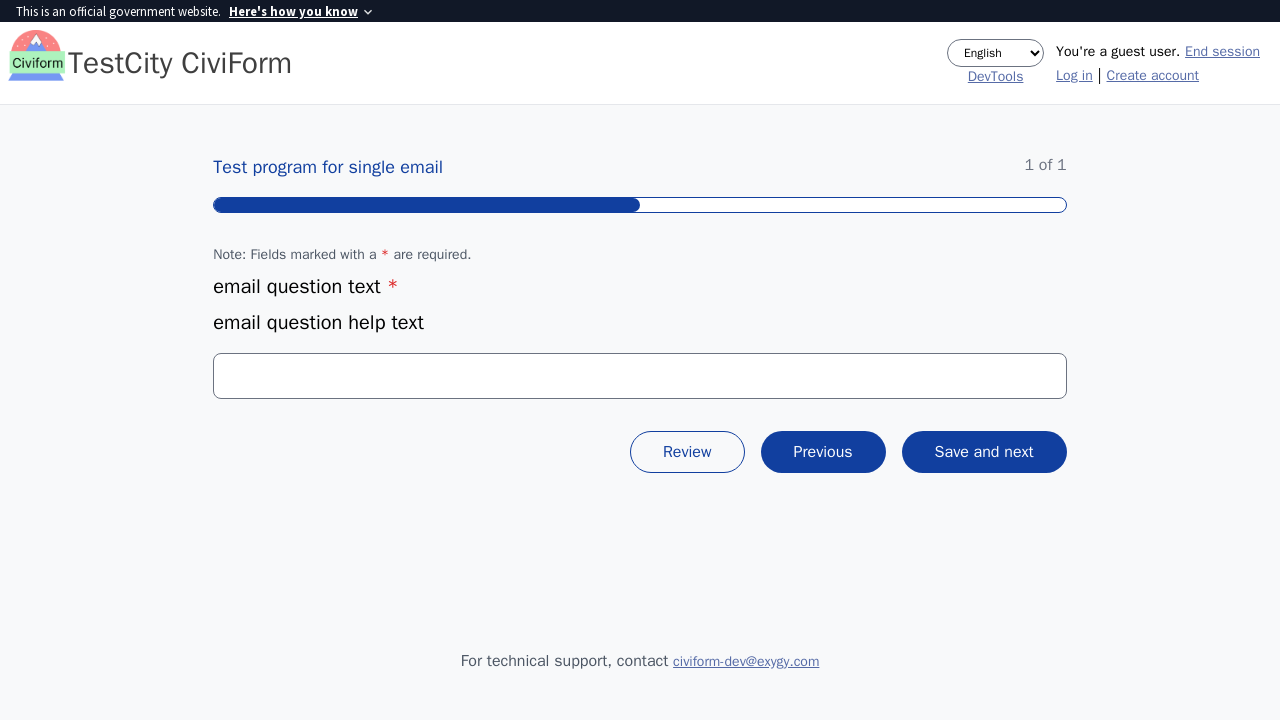 This is an official government website. Here's how you know
Civiform TestCity CiviForm
English
DevTools
You're a guest user. End session
Log in | Create account
Test program for single email
1 of 1
Note: Fields marked with a * are required.
email question text *
email question help text
Review
Previous
Save and next
For technical support, contact civiform-dev@exygy.com